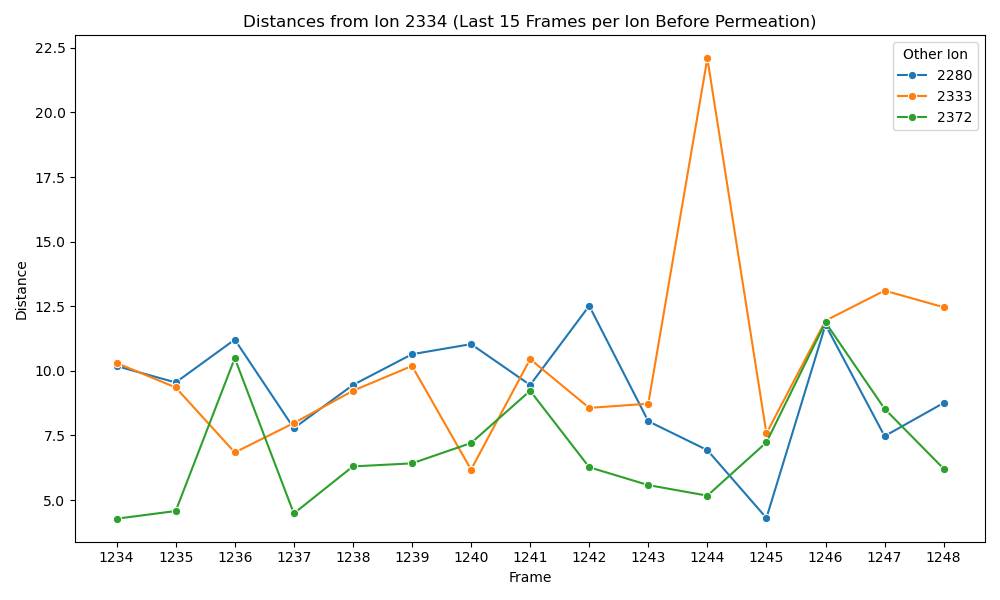 Distances from Ion 2334 (Last 15 Frames per Ion Before Permeation)
Other Ion
2280
2333
2372
22.5
20.0
17.5
15.0
12.5
10.0
7.5
5.0
Distance
1234 1235 1236 1237 1238 1239 1240 1241 1242 1243 1244 1245 1246 1247 1248
Frame